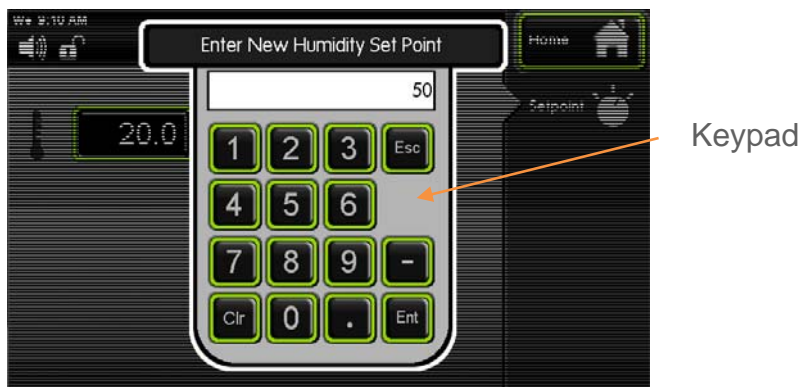 We 9:10 AM
Enter New Humidity Set Point
Home
50
Setpoint
20.0
1 2 3 Esc
Keypad
4 5 6
7 8 9 -
Clr 0 . Ent